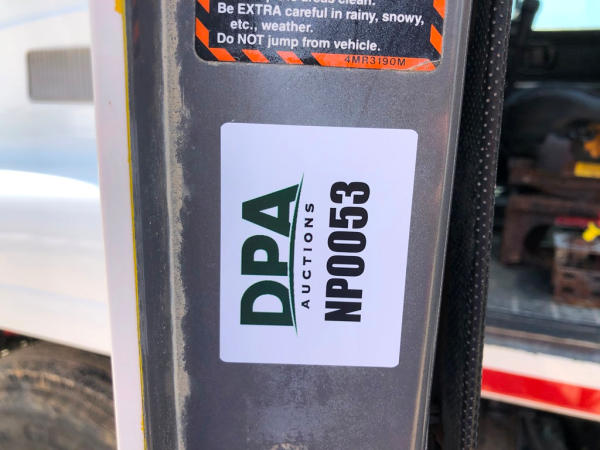 Be EXTRA careful in rainy, snowy,
etc., weather.
Do NOT jump from vehicle.
4MR3190M
DPA
AUCTIONS
NP0053